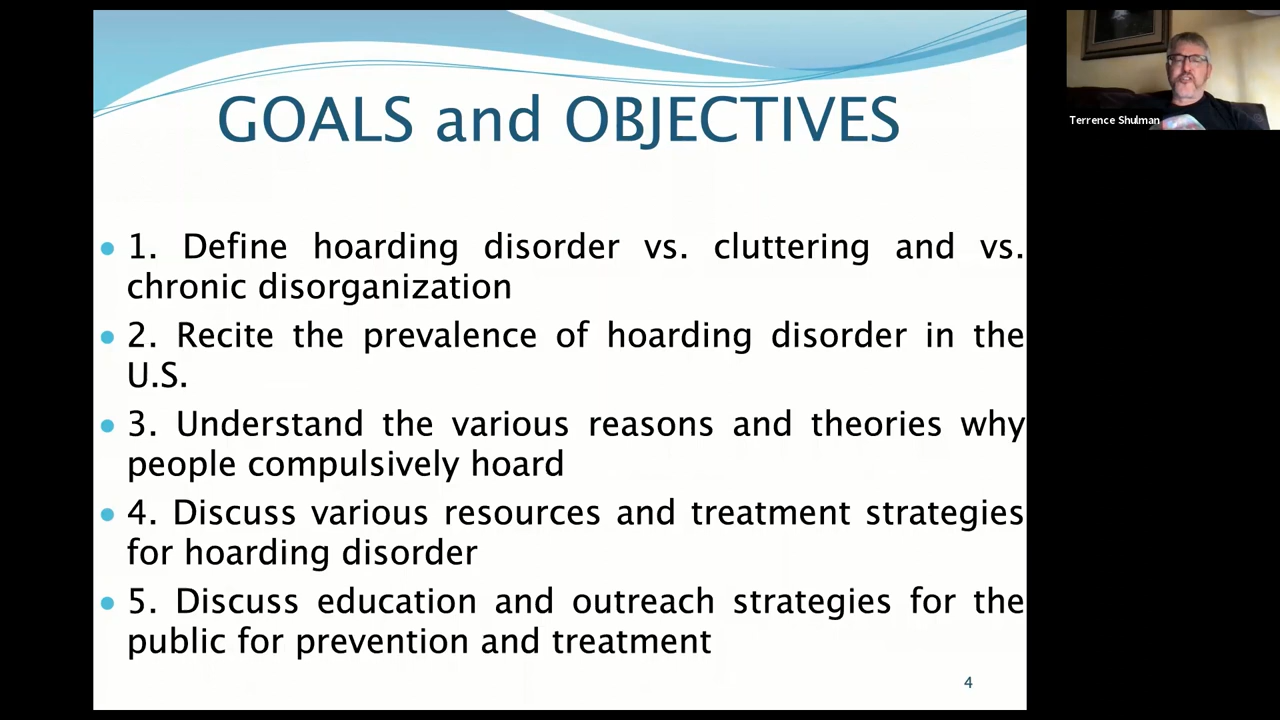 GOALS and OBJECTIVES
Terrence Shulman
• 1. Define hoarding disorder vs. cluttering and vs.
chronic disorganization
• 2. Recite the prevalence of hoarding disorder in the
U.S.
• 3. Understand the various reasons and theories why
people compulsively hoard
• 4. Discuss various resources and treatment strategies
for hoarding disorder
• 5. Discuss education and outreach strategies for the
public for prevention and treatment
4